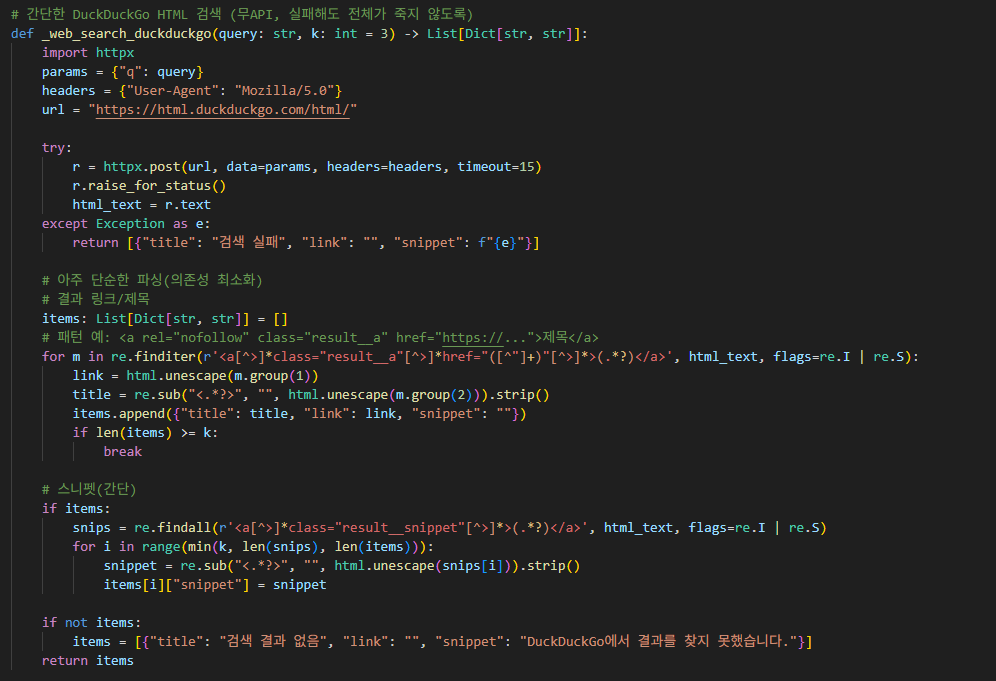 # 간단한 DuckDuckGo HTML 검색 (무API, 실패해도 전체가 죽지 않도록)
def _web_search_duckduckgo(query: str, k: int = 3) -> List[Dict[str, str]]:
    import httpx
    params = {"q": query}
    headers = {"User-Agent": "Mozilla/5.0"}
    url = "https://html.duckduckgo.com/html/"

    try:
        r = httpx.post(url, data=params, headers=headers, timeout=15)
        r.raise_for_status()
        html_text = r.text
    except Exception as e:
        return [{"title": "검색 실패", "link": "", "snippet": f"{e}"}]

    # 아주 단순한 파싱(의존성 최소화)
    # 결과 링크/제목
    items: List[Dict[str, str]] = []
    # 패턴 예: <a rel="nofollow" class="result__a" href="https://...">제목</a>
    for m in re.finditer(r'<a[^>]*class="result__a"[^>]*href="([^"]+)"[^>]*>(.*?)</a>', html_text, flags=re.I | re.S):
        link = html.unescape(m.group(1))
        title = re.sub("<.*?>", "", html.unescape(m.group(2))).strip()
        items.append({"title": title, "link": link, "snippet": ""})
        if len(items) >= k:
            break

    # 스니펫(간단)
    if items:
        snips = re.findall(r'<a[^>]*class="result__snippet"[^>]*>(.*?)</a>', html_text, flags=re.I | re.S)
        for i in range(min(k, len(snips), len(items))):
            snippet = re.sub("<.*?>", "", html.unescape(snips[i])).strip()
            items[i]["snippet"] = snippet

    if not items:
        items = [{"title": "검색 결과 없음", "link": "", "snippet": "DuckDuckGo에서 결과를 찾지 못했습니다."}]
    return items